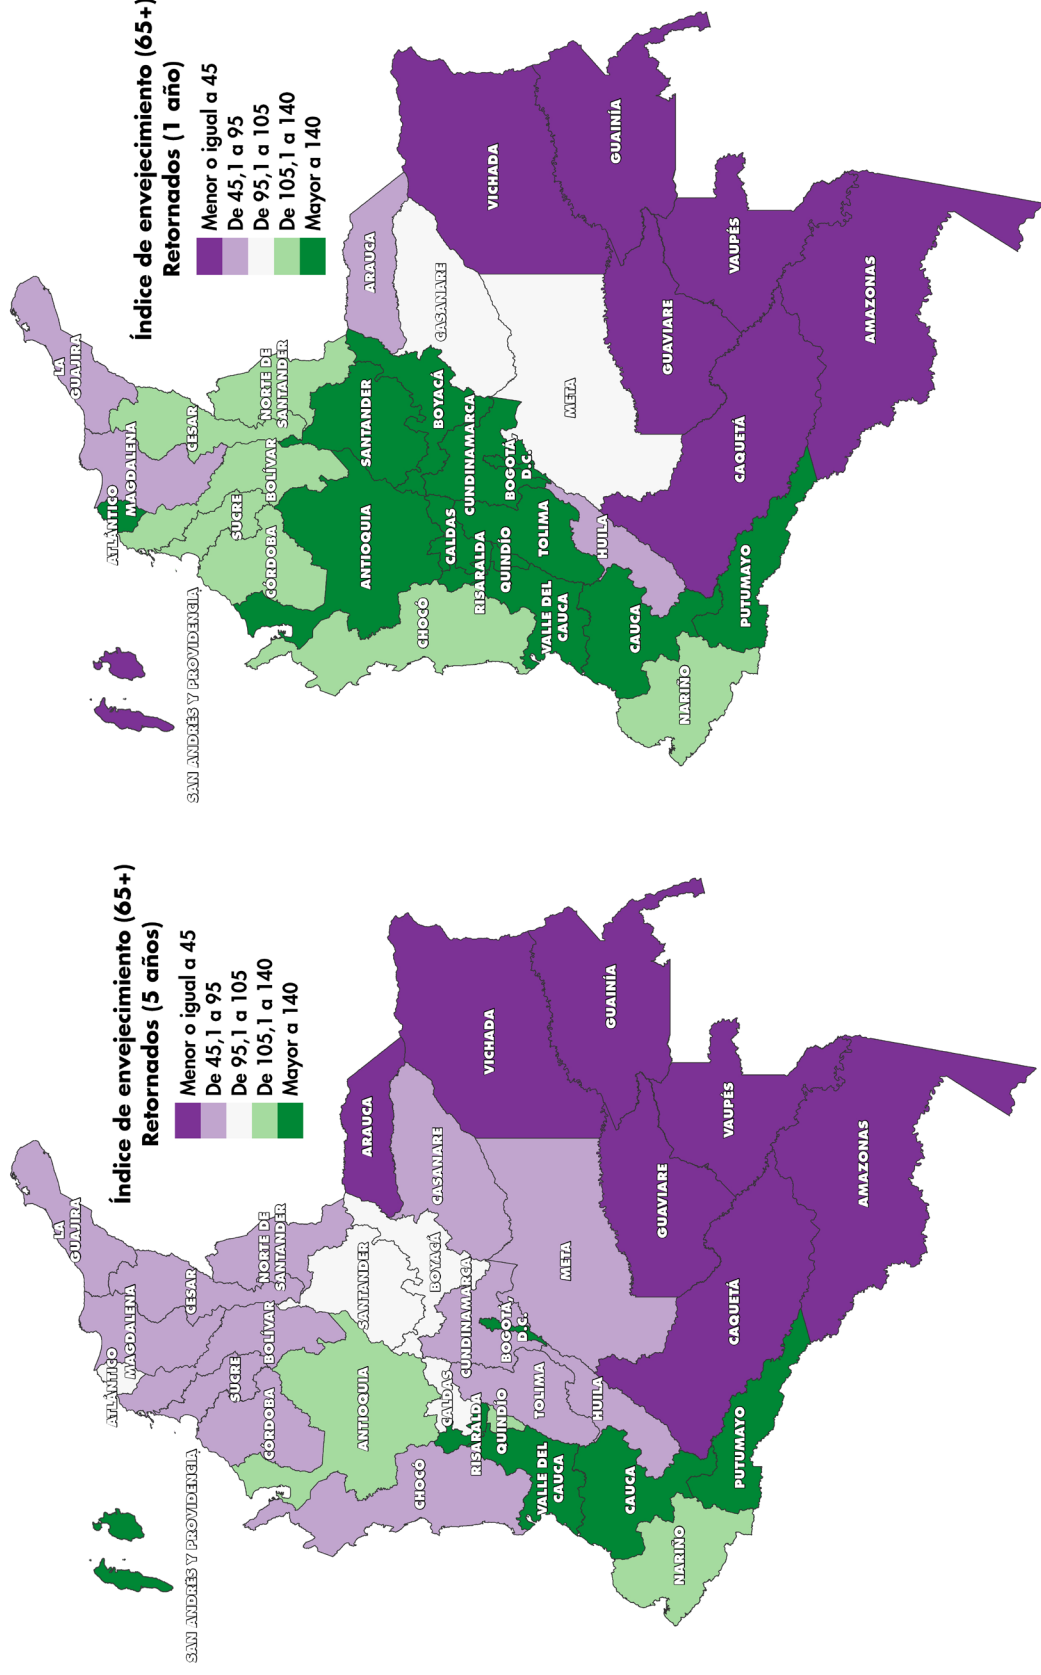 Índice de envejecimiento (65+)
Retornados (5 años)
Menor o igual a 45
De 45,1 a 95
De 95,1 a 105
De 105,1 a 140
Mayor a 140
SAN ANDRÉS Y PROVIDENCIA
LA
GUAJIRA
ATLÁNTICO
MAGDALENA
CESAR
SUCRE
BOLÍVAR
CÓRDOBA
NORTE DE
SANTANDER
ANTIOQUIA
SANTANDER
ARAUCA
CHOCÓ
CALDAS
BOYACÁ
CASANARE
CUNDINAMARCA
RISARALDA
QUINDÍO
BOGOTÁ,
D.C.
VICHADA
TOLIMA
VALLE DEL
CAUCA
META
HUILA
CAUCA
GUAINÍA
GUAVIARE
NARIÑO
PUTUMAYO
CAQUETÁ
VAUPÉS
AMAZONAS
Índice de envejecimiento (65+)
Retornados (1 año)
Menor o igual a 45
De 45,1 a 95
De 95,1 a 105
De 105,1 a 140
Mayor a 140
SAN ANDRÉS Y PROVIDENCIA
LA
GUAJIRA
ATLÁNTICO
MAGDALENA
CESAR
SUCRE
BOLÍVAR
CÓRDOBA
NORTE DE
SANTANDER
ANTIOQUIA
SANTANDER
ARAUCA
CHOCÓ
CALDAS
BOYACÁ
CASANARE
CUNDINAMARCA
RISARALDA
QUINDÍO
BOGOTÁ,
D.C.
VICHADA
TOLIMA
VALLE DEL
CAUCA
META
HUILA
CAUCA
GUAINÍA
GUAVIARE
NARIÑO
PUTUMAYO
CAQUETÁ
VAUPÉS
AMAZONAS